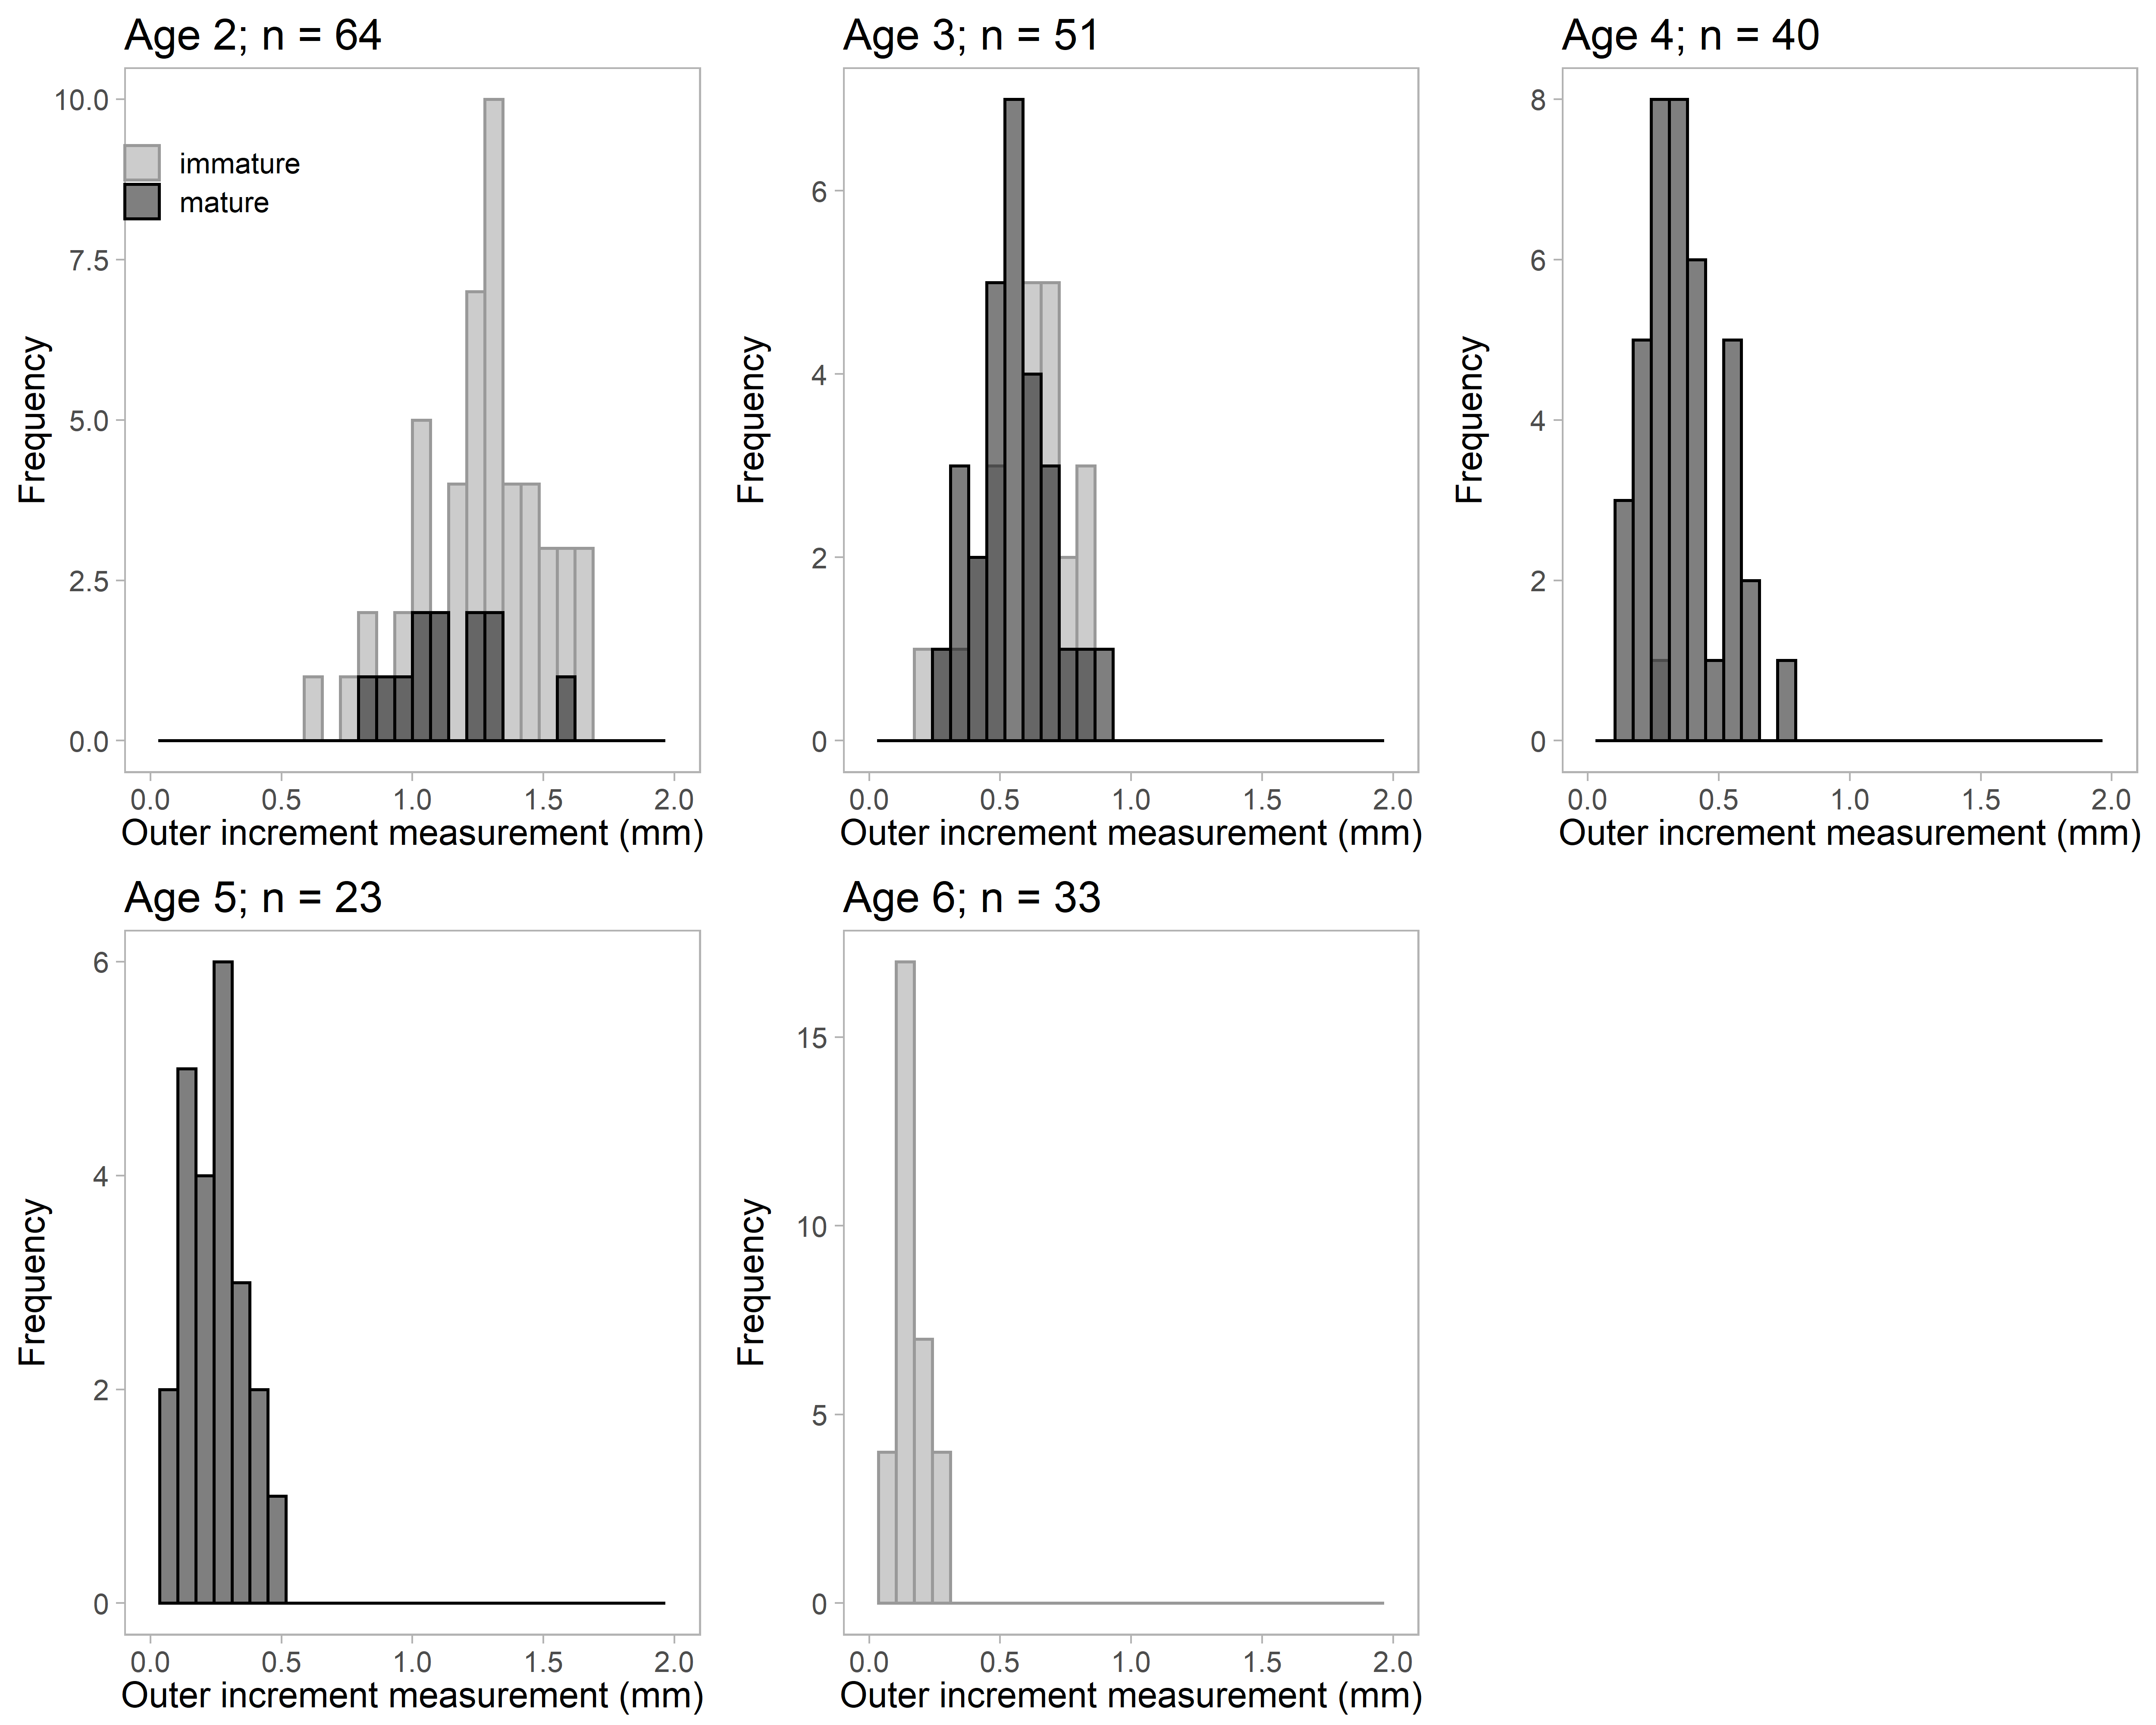 Age 2; n = 64
Frequency
10.0
7.5
5.0
2.5
0.0
immature
mature
0.0 0.5 1.0 1.5 2.0
Outer increment measurement (mm)
Age 3; n = 51
Frequency
6
4
2
0
0.0 0.5 1.0 1.5 2.0
Outer increment measurement (mm)
Age 4; n = 40
Frequency
8
6
4
2
0
0.0 0.5 1.0 1.5 2.0
Outer increment measurement (mm)
Age 5; n = 23
Frequency
6
4
2
0
0.0 0.5 1.0 1.5 2.0
Outer increment measurement (mm)
Age 6; n = 33
Frequency
15
10
5
0
0.0 0.5 1.0 1.5 2.0
Outer increment measurement (mm)